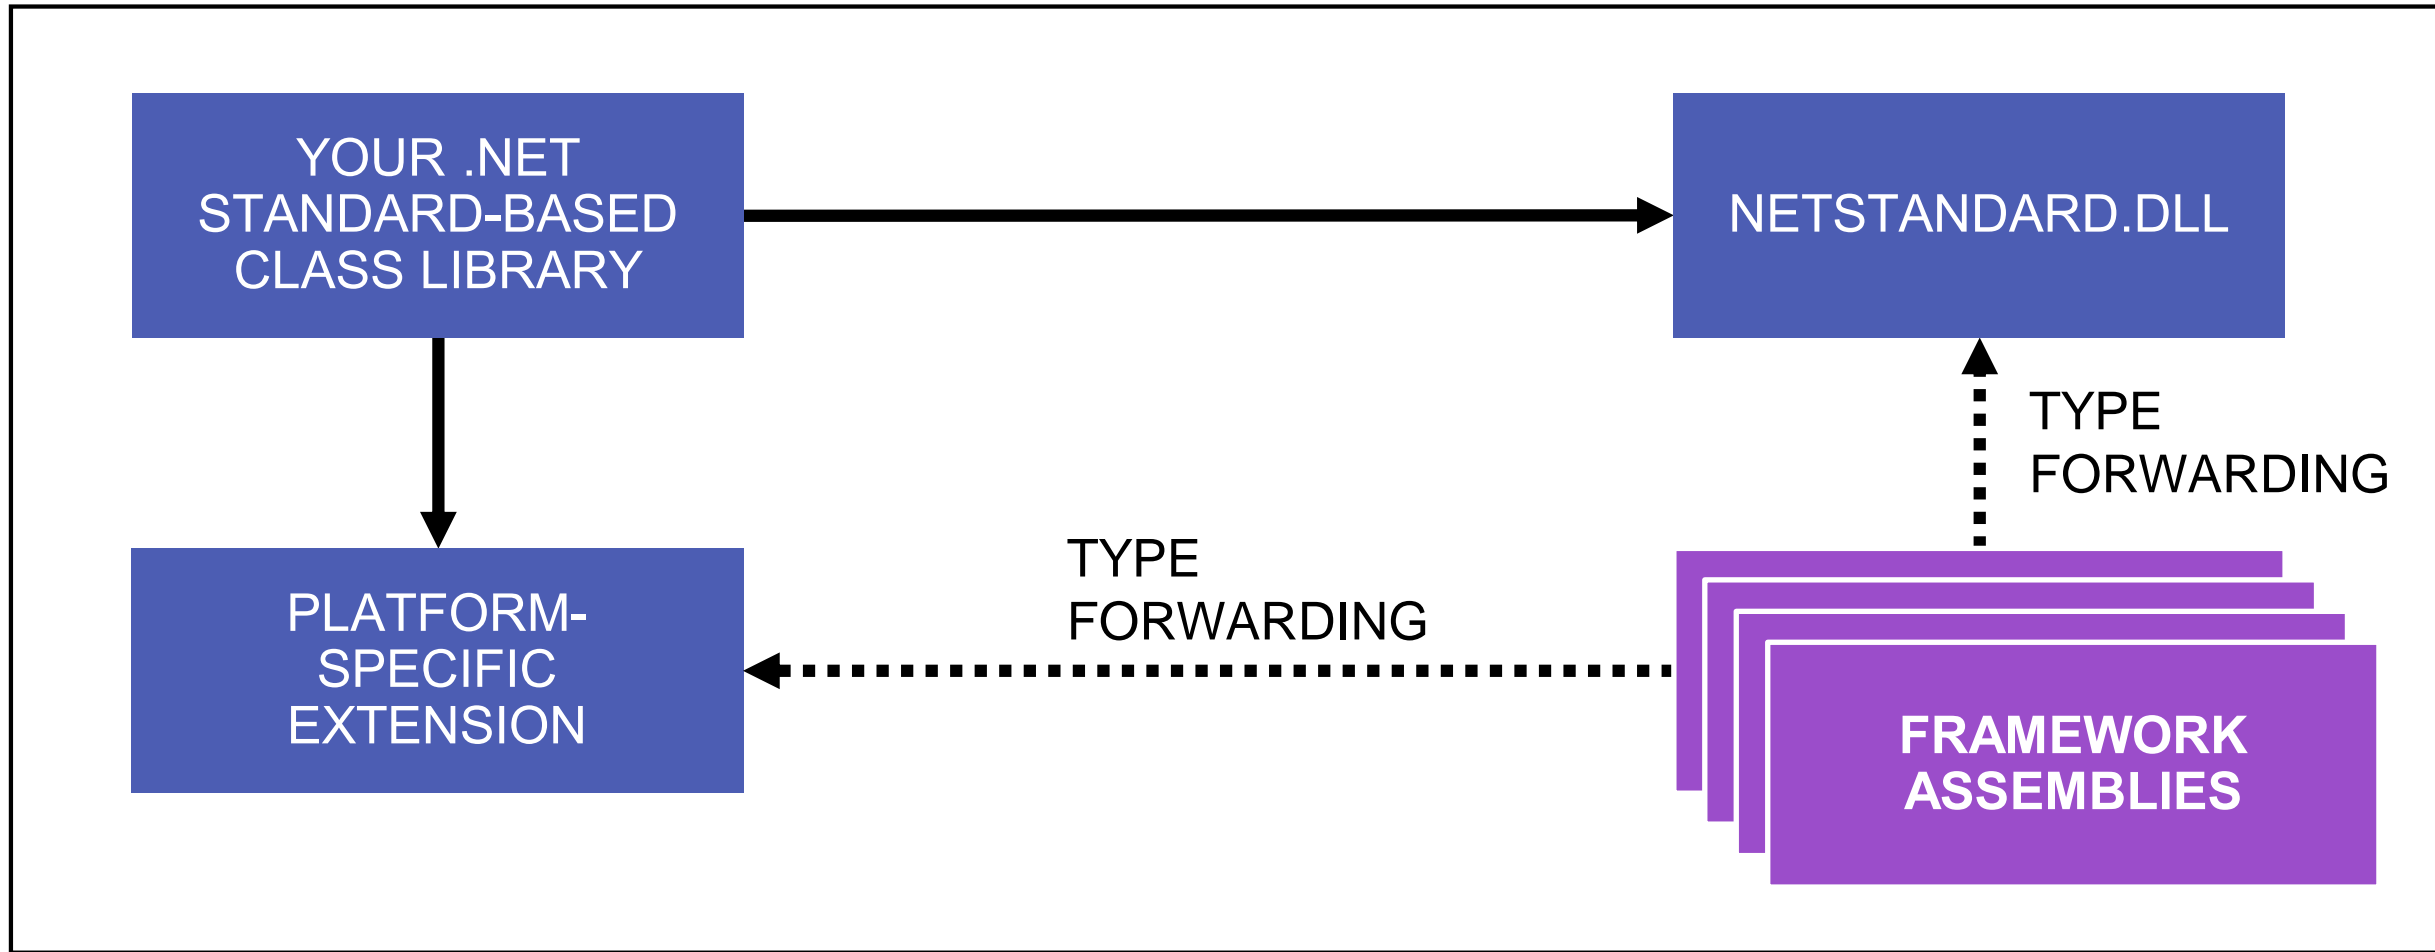 YOUR .NET
STANDARD-BASED
CLASS LIBRARY
NETSTANDARD.DLL
TYPE
FORWARDING
TYPE
FORWARDING
PLATFORM-
SPECIFIC
EXTENSION
FRAMEWORK
ASSEMBLIES